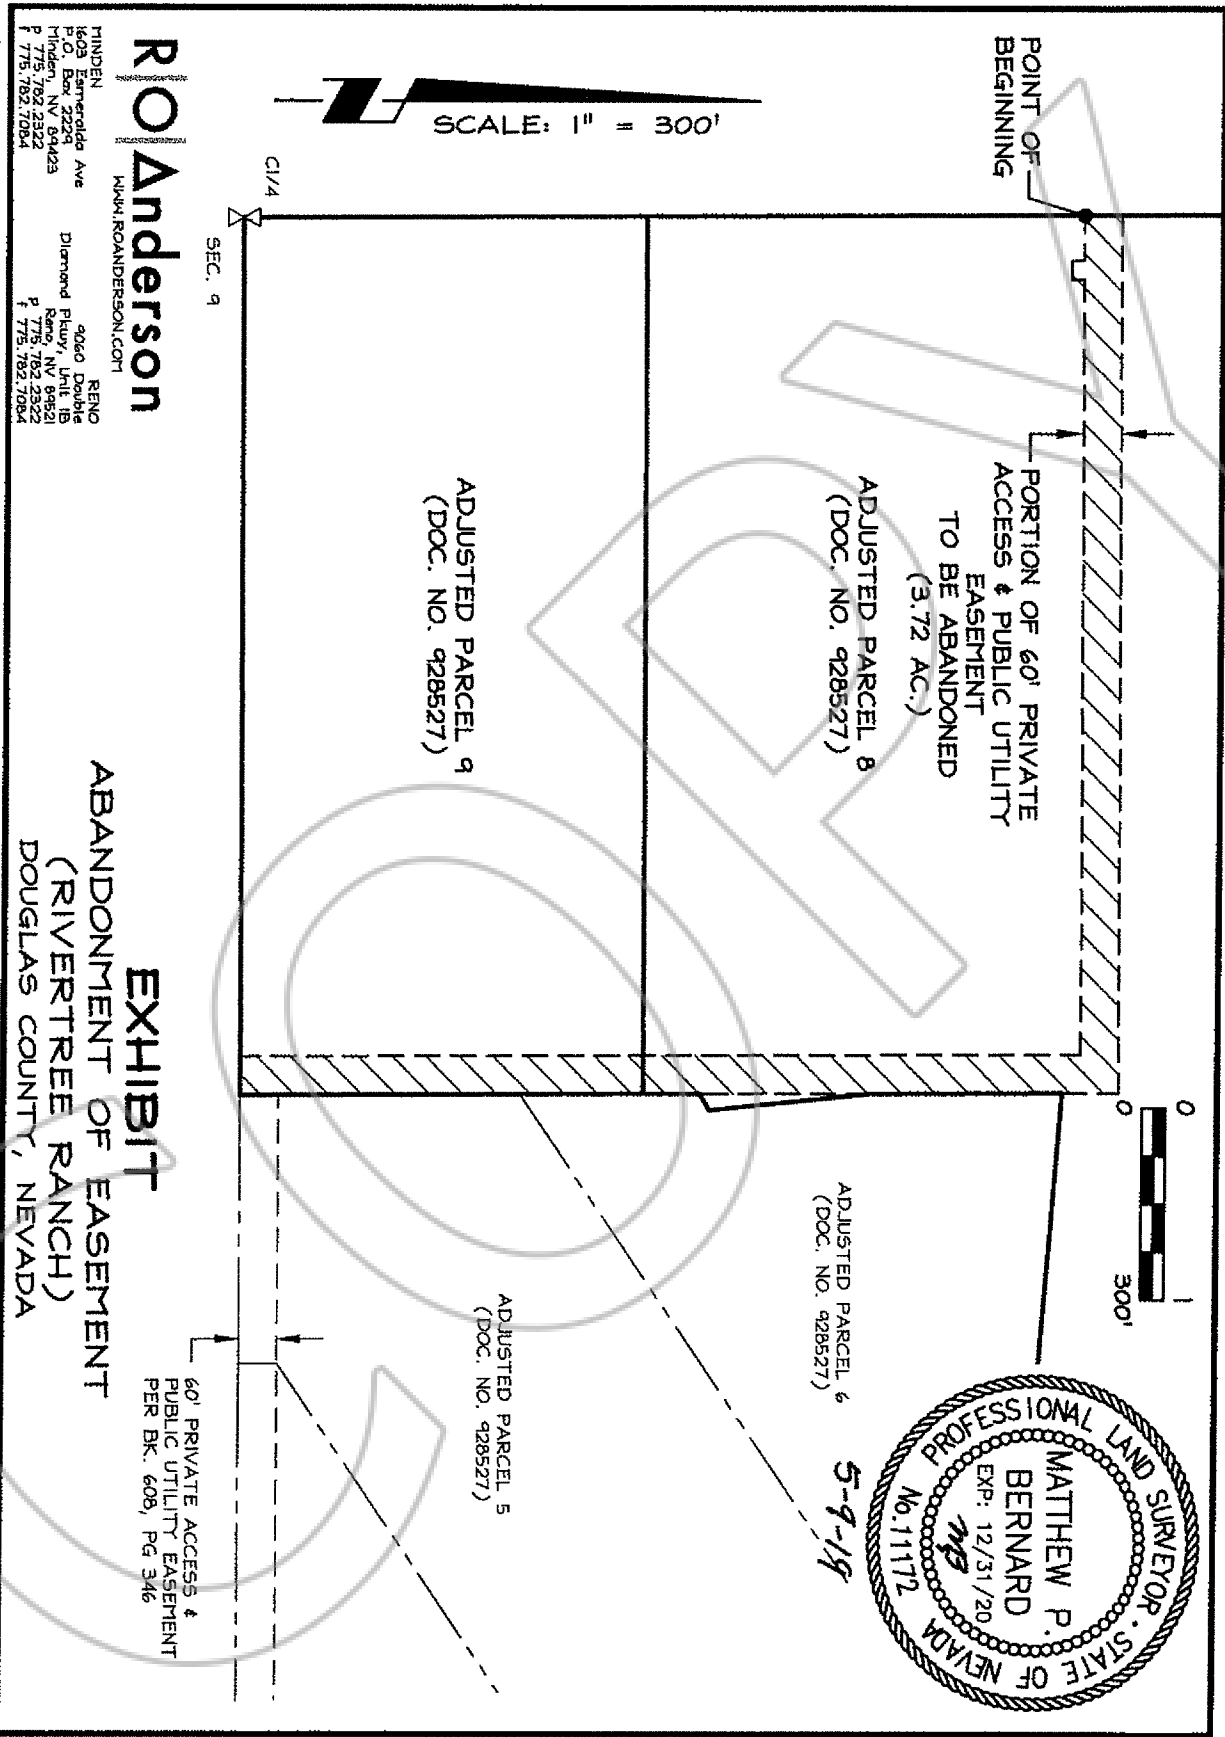 POINT OF
BEGINNING
SCALE: 1" = 300'
0 1
0 300'
PORTION OF 60' PRIVATE
ACCESS & PUBLIC UTILITY
EASEMENT
TO BE ABANDONED
(3.72 AC.)
ADJUSTED PARCEL 8
(DOC. NO. 928527)
ADJUSTED PARCEL 9
(DOC. NO. 928527)
ADJUSTED PARCEL 6
(DOC. NO. 928527)
ADJUSTED PARCEL 5
(DOC. NO. 928527)
60' PRIVATE ACCESS &
PUBLIC UTILITY EASEMENT
PER BK. 608, PG 346
C1/4
SEC. 9
PROFESSIONAL LAND SURVEYOR · STATE OF NEVADA
MATTHEW P.
BERNARD
EXP: 12/31/20
No. 11172
5-9-19
COPY
RO Anderson
WWW.ROANDERSON.COM
MINDEN
1603 Esmeralda Ave
P.O. Box 2229
Minden, NV 89423
p 775.782.2322
f 775.782.7084
RENO
9060 Double
Diamond Pkwy, Unit 1B
Reno, NV 89521
p 775.782.2322
f 775.782.7084
EXHIBIT
ABANDONMENT OF EASEMENT
(RIVERTREE RANCH)
DOUGLAS COUNTY, NEVADA